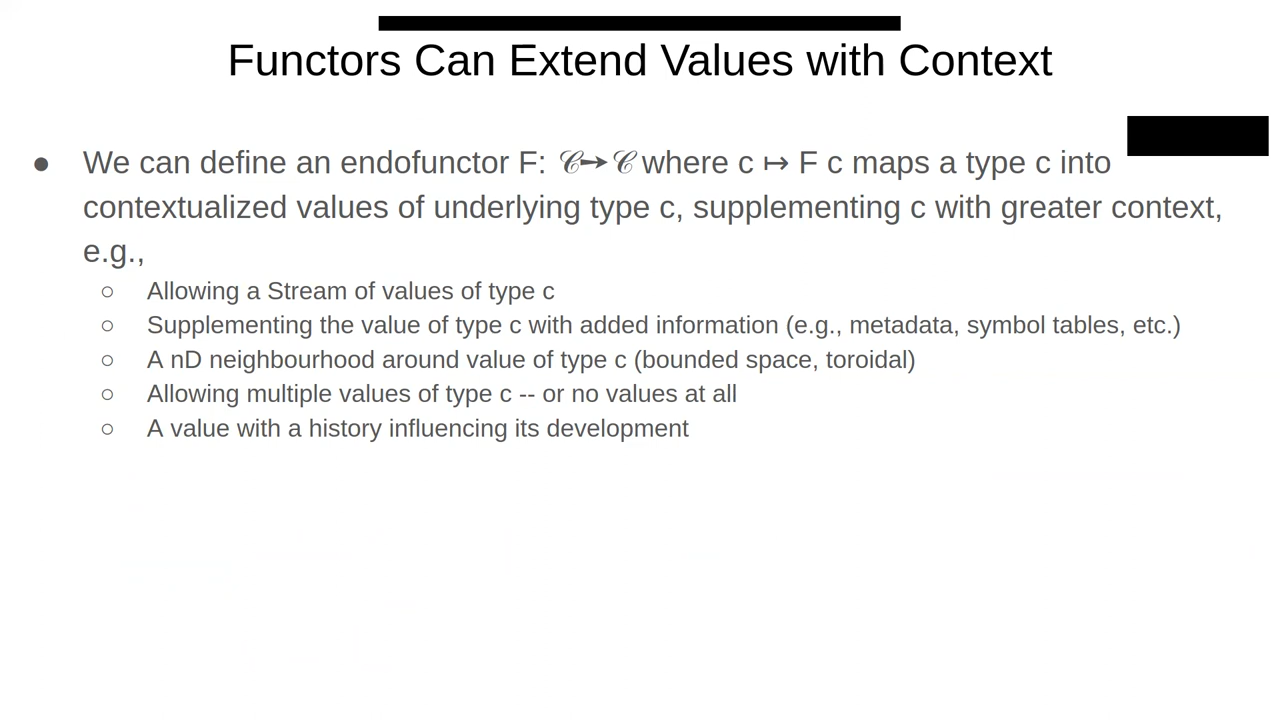 Functors Can Extend Values with Context
● We can define an endofunctor F: 𝒞➙𝒞 where c ↦ F c maps a type c into
contextualized values of underlying type c, supplementing c with greater context,
e.g.,
○ Allowing a Stream of values of type c
○ Supplementing the value of type c with added information (e.g., metadata, symbol tables, etc.)
○ A nD neighbourhood around value of type c (bounded space, toroidal)
○ Allowing multiple values of type c -- or no values at all
○ A value with a history influencing its development